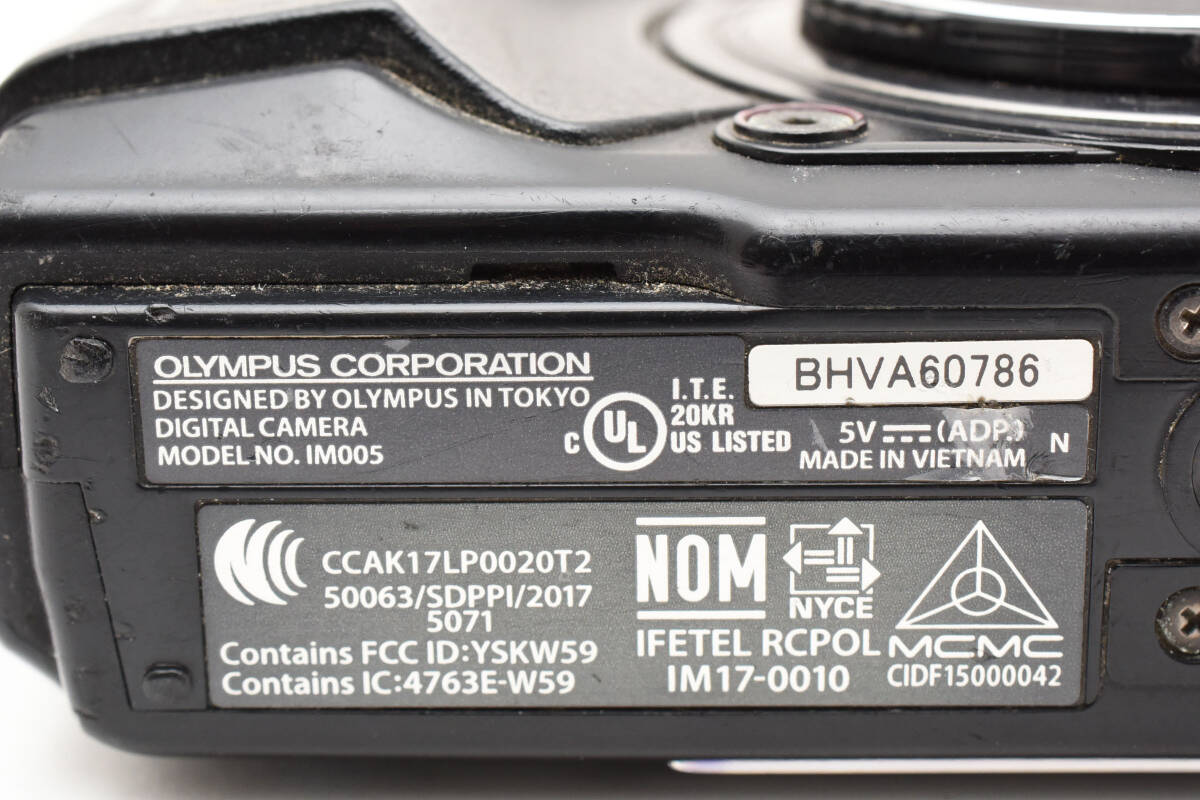 OLYMPUS CORPORATION
DESIGNED BY OLYMPUS IN TOKYO
DIGITAL CAMERA
MODEL NO. IM005
C UL US LISTED
I.T.E.
20KR
BHVA60786
5V (ADP.)
MADE IN VIETNAM N
CCAK17LP0020T2
50063/SDPPI/2017
5071
Contains FCC ID:YSKW59
Contains IC:4763E-W59
NOM
NYCE
IFETEL RCPOL
IM17-0010
MCMC
CIDF15000042